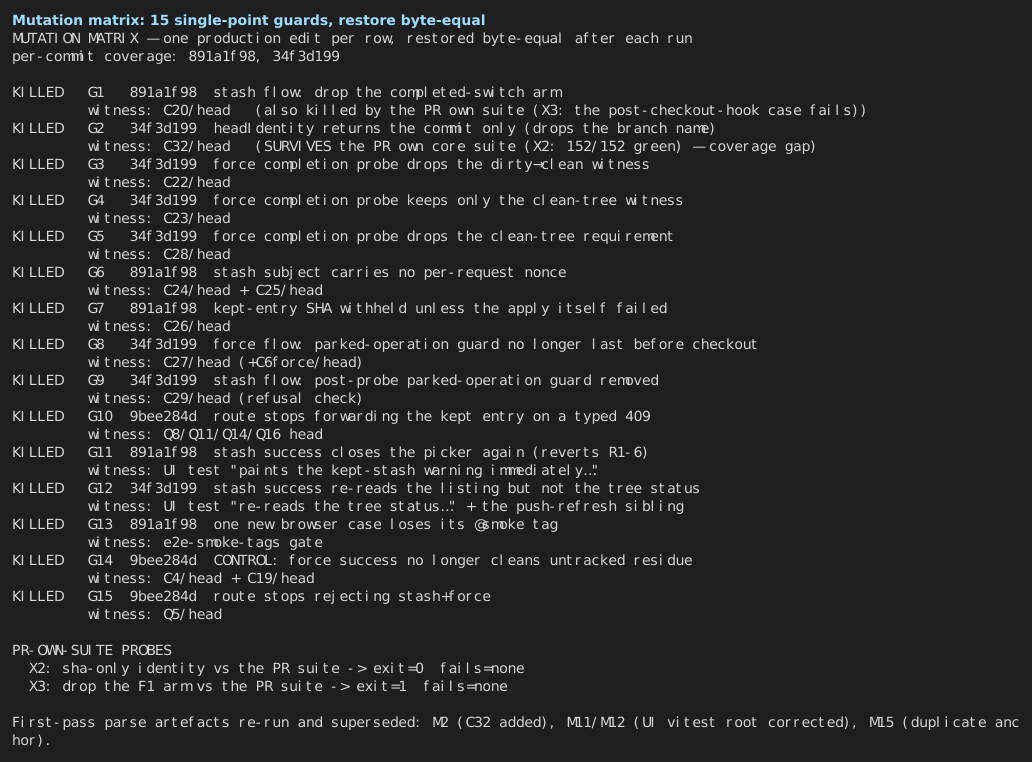 Mutation matrix: 15 single-point guards, restore byte-equal
MUTATION MATRIX — one production edit per row, restored byte-equal after each run
per-commit coverage: 891a1f98, 34f3d199
KILLED G1 891a1f98 stash flow: drop the completed-switch arm
witness: C20/head (also killed by the PR own suite (X3: the post-checkout-hook case fails))
KILLED G2 34f3d199 headIdentity returns the commit only (drops the branch name)
witness: C32/head (SURVIVES the PR own core suite (X2: 152/152 green) — coverage gap)
KILLED G3 34f3d199 force completion probe drops the dirty→clean witness
witness: C22/head
KILLED G4 34f3d199 force completion probe keeps only the clean-tree witness
witness: C23/head
KILLED G5 34f3d199 force completion probe drops the clean-tree requirement
witness: C28/head
KILLED G6 891a1f98 stash subject carries no per-request nonce
witness: C24/head + C25/head
KILLED G7 891a1f98 kept-entry SHA withheld unless the apply itself failed
witness: C26/head
KILLED G8 34f3d199 force flow: parked-operation guard no longer last before checkout
witness: C27/head (+C6force/head)
KILLED G9 34f3d199 stash flow: post-probe parked-operation guard removed
witness: C29/head (refusal check)
KILLED G10 9bee284d route stops forwarding the kept entry on a typed 409
witness: Q8/Q11/Q14/Q16 head
KILLED G11 891a1f98 stash success closes the picker again (reverts R1-6)
witness: UI test "paints the kept-stash warning immediately…"
KILLED G12 34f3d199 stash success re-reads the listing but not the tree status
witness: UI test "re-reads the tree status…" + the push-refresh sibling
KILLED G13 891a1f98 one new browser case loses its @smoke tag
witness: e2e-smoke-tags gate
KILLED G14 9bee284d CONTROL: force success no longer cleans untracked residue
witness: C4/head + C19/head
KILLED G15 9bee284d route stops rejecting stash+force
witness: Q5/head
PR-OWN-SUITE PROBES
X2: sha-only identity vs the PR suite -> exit=0 fails=none
X3: drop the F1 arm vs the PR suite -> exit=1 fails=none
First-pass parse artefacts re-run and superseded: M2 (C32 added), M11/M12 (UI vitest root corrected), M15 (duplicate anc
hor).